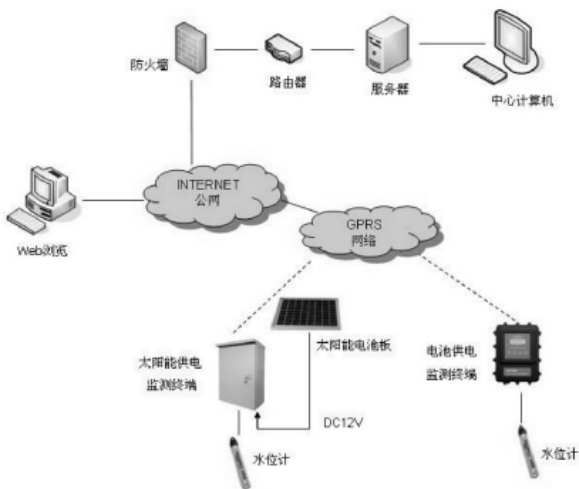 防火墙
路由器
服务器
中心计算机
INTERNET
公网
Web浏览
GPRS
网络
太阳能供电
监测终端
太阳能电池板
电池供电
监测终端
DC12V
水位计
水位计